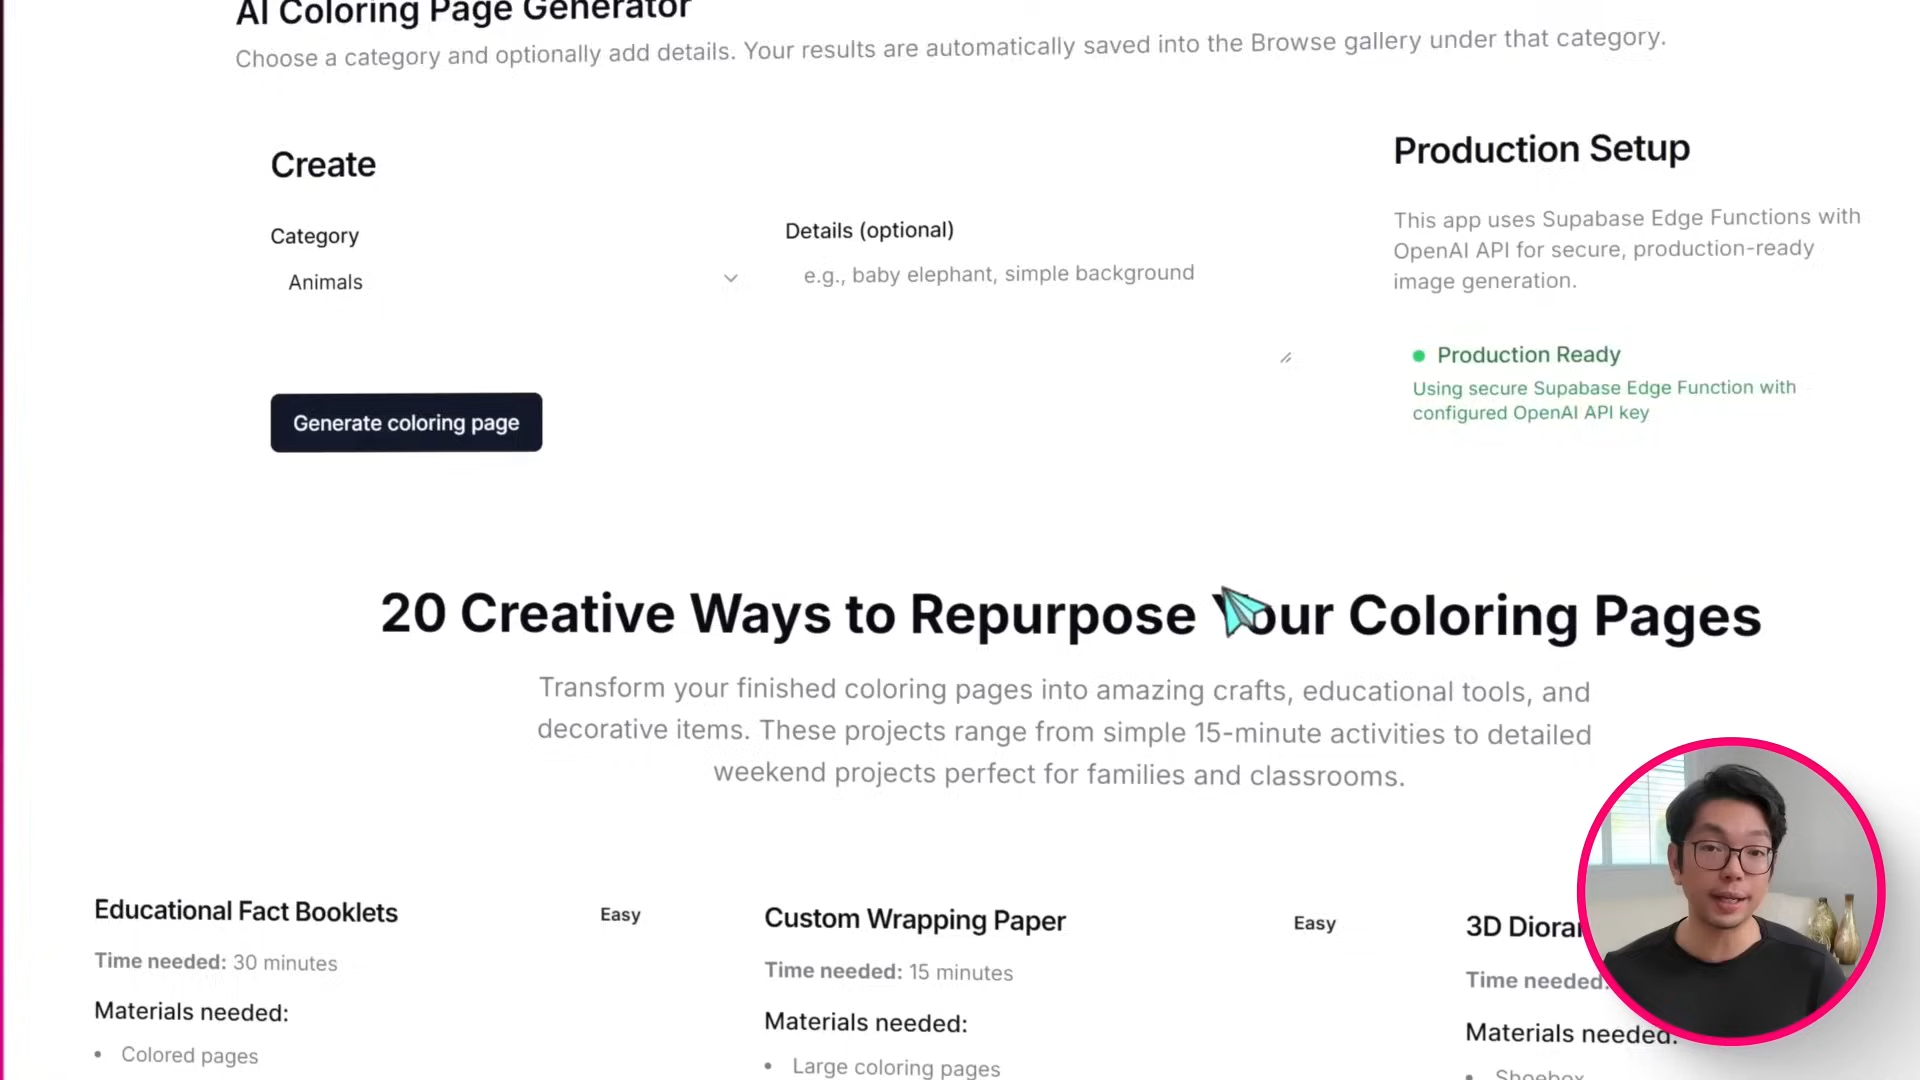 AI Coloring Page Generator
Choose a category and optionally add details. Your results are automatically saved into the Browse gallery under that category.
Create
Category
Animals
Details (optional)
e.g., baby elephant, simple background
Generate coloring page
Production Setup
This app uses Supabase Edge Functions with
OpenAI API for secure, production-ready
image generation.
Production Ready
Using secure Supabase Edge Function with
configured OpenAI API key
20 Creative Ways to Repurpose Your Coloring Pages
Transform your finished coloring pages into amazing crafts, educational tools, and
decorative items. These projects range from simple 15-minute activities to detailed
weekend projects perfect for families and classrooms.
Educational Fact Booklets
Easy
Time needed: 30 minutes
Materials needed:
• Colored pages
Custom Wrapping Paper
Easy
Time needed: 15 minutes
Materials needed:
• Large coloring pages
3D
Time needed:
Materials needed:
• Shoebox